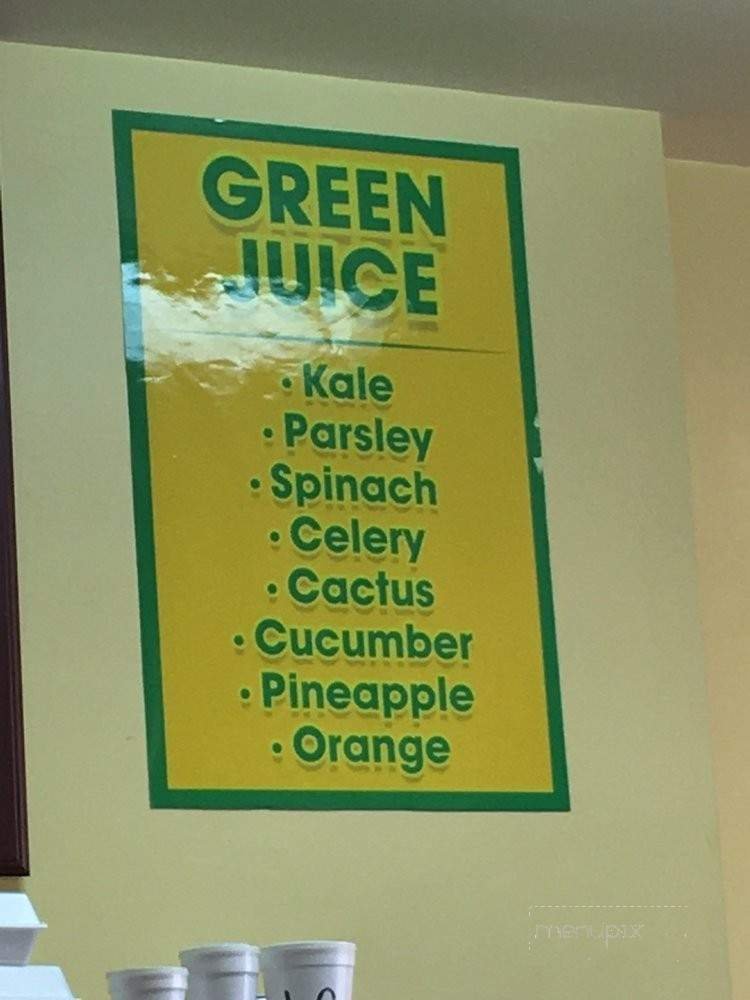 GREEN
JUICE
• Kale
• Parsley
• Spinach
• Celery
• Cactus
• Cucumber
• Pineapple
• Orange
menupix